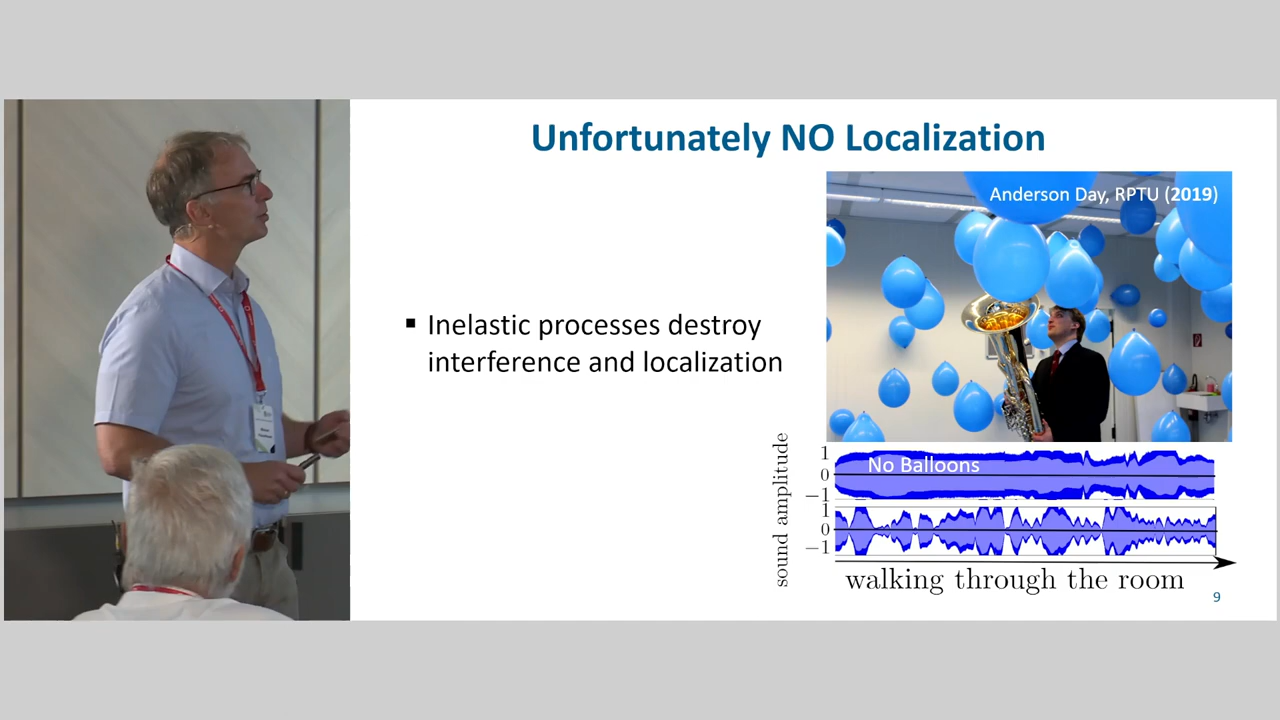 Unfortunately NO Localization
Anderson Day, RPTU (2019)
▪ Inelastic processes destroy
interference and localization
sound amplitude
1
0
−1
No Balloons
1
0
−1
walking through the room
9